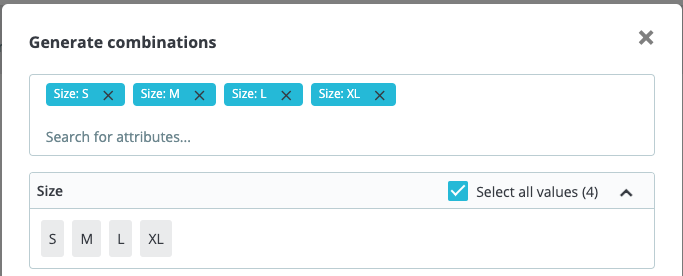 Generate combinations
Size: S Size: M Size: L Size: XL
Search for attributes...
Size Select all values (4)
S M L XL